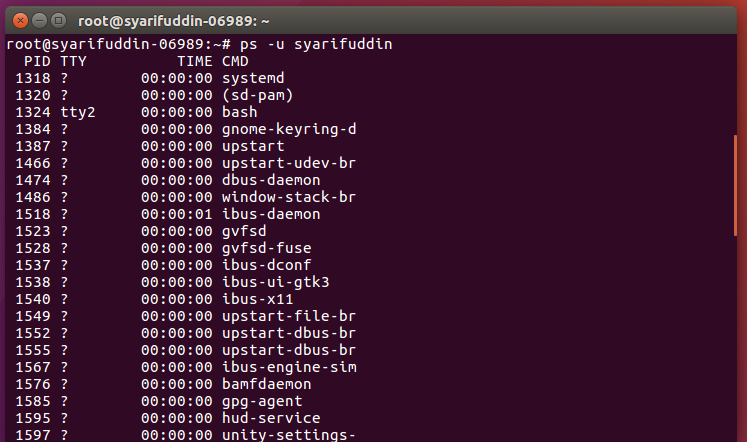 root@syarifuddin-06989: ~
root@syarifuddin-06989:~# ps -u syarifuddin
  PID TTY          TIME CMD
 1318 ?        00:00:00 systemd
 1320 ?        00:00:00 (sd-pam)
 1324 tty2     00:00:00 bash
 1384 ?        00:00:00 gnome-keyring-d
 1387 ?        00:00:00 upstart
 1466 ?        00:00:00 upstart-udev-br
 1474 ?        00:00:00 dbus-daemon
 1486 ?        00:00:00 window-stack-br
 1518 ?        00:00:01 ibus-daemon
 1523 ?        00:00:00 gvfsd
 1528 ?        00:00:00 gvfsd-fuse
 1537 ?        00:00:00 ibus-dconf
 1538 ?        00:00:00 ibus-ui-gtk3
 1540 ?        00:00:00 ibus-x11
 1549 ?        00:00:00 upstart-file-br
 1552 ?        00:00:00 upstart-dbus-br
 1555 ?        00:00:00 upstart-dbus-br
 1567 ?        00:00:00 ibus-engine-sim
 1576 ?        00:00:00 bamfdaemon
 1585 ?        00:00:00 gpg-agent
 1595 ?        00:00:00 hud-service
 1597 ?        00:00:00 unity-settings-